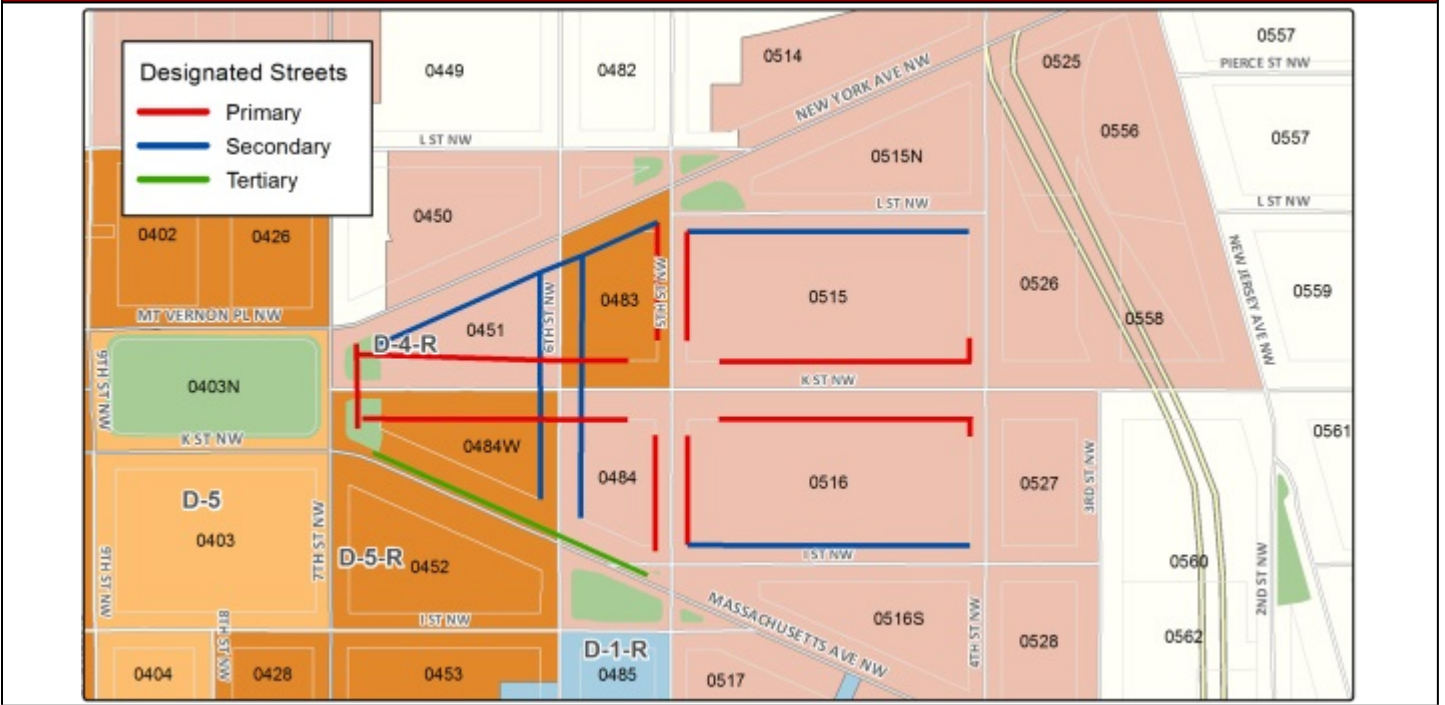 Designated Streets
Primary
Secondary
Tertiary
0449
0482
0514
NEW YORK AVE NW
0525
0557
PIERCE ST NW
L ST NW
0556
0557
0515N
0450
L ST NW
L ST NW
0402
0426
MT VERNON PL NW
0451
6TH ST NW
0483
5TH ST NW
0515
0526
0558
NEW JERSEY AVE NW
0559
D-4-R
9TH ST NW
0403N
K ST NW
K ST NW
0484W
0484
0516
0527
3RD ST NW
0561
D-5
0403
7TH ST NW
9TH ST NW
D-5-R
0452
I ST NW
I ST NW
0560
2ND ST NW
MASSACHUSETTS AVE NW
0516S
4TH ST NW
0528
0562
8TH ST NW
D-1-R
0404
0428
0453
0485
0517